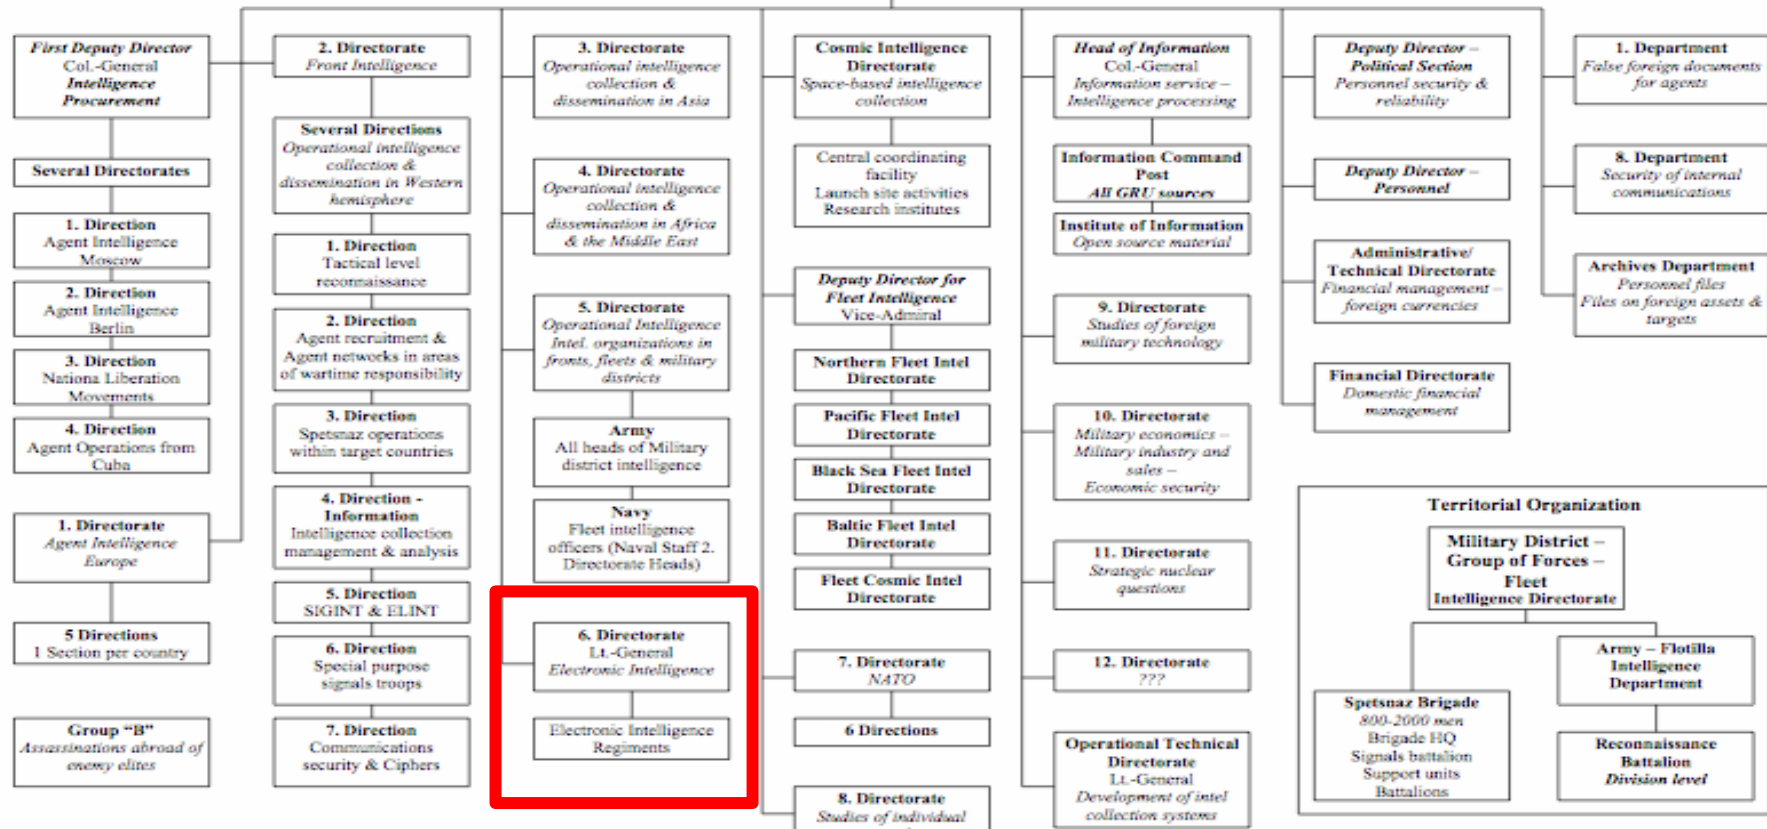 First Deputy Director
Col.-General
Intelligence
Procurement
Several Directorates
1. Direction
Agent Intelligence
Moscow
2. Direction
Agent Intelligence
Berlin
3. Direction
Nationa Liberation
Movements
4. Direction
Agent Operations from
Cuba
1. Directorate
Agent Intelligence
Europe
5 Directions
1 Section per country
Group “B”
Assassinations abroad of
enemy elites
2. Directorate
Front Intelligence
Several Directions
Operational intelligence
collection &
dissemination in Western
hemisphere
1. Direction
Tactical level
reconnaissance
2. Direction
Agent recruitment &
Agent networks in areas
of wartime responsibility
3. Direction
Spetsnaz operations
within target countries
4. Direction -
Information
Intelligence collection
management & analysis
5. Direction
SIGINT & ELINT
6. Direction
Special purpose
signals troops
7. Direction
Communications
security & Ciphers
3. Directorate
Operational intelligence
collection &
dissemination in Asia
4. Directorate
Operational intelligence
collection &
dissemination in Africa
& the Middle East
5. Directorate
Operational Intelligence
Intel. organizations in
fronts, fleets & military
districts
Army
All heads of Military
district intelligence
Navy
Fleet intelligence
officers (Naval Staff 2.
Directorate Heads)
6. Directorate
Lt.-General
Electronic Intelligence
Electronic Intelligence
Regiments
Cosmic Intelligence
Directorate
Space-based intelligence
collection
Central coordinating
facility
Launch site activities
Research institutes
Deputy Director for
Fleet Intelligence
Vice-Admiral
Northern Fleet Intel
Directorate
Pacific Fleet Intel
Directorate
Black Sea Fleet Intel
Directorate
Baltic Fleet Intel
Directorate
Fleet Cosmic Intel
Directorate
7. Directorate
NATO
6 Directions
8. Directorate
Studies of individual
Head of Information
Col.-General
Information service –
Intelligence processing
Information Command
Post
All GRU sources
Institute of Information
Open source material
9. Directorate
Studies of foreign
military technology
10. Directorate
Military economics –
Military industry and
sales –
Economic security
11. Directorate
Strategic nuclear
questions
12. Directorate
???
Operational Technical
Directorate
Lt.-General
Development of intel
collection systems
Deputy Director –
Political Section
Personnel security &
reliability
Deputy Director –
Personnel
Administrative/
Technical Directorate
Financial management –
foreign currencies
Financial Directorate
Domestic financial
management
1. Department
False foreign documents
for agents
8. Department
Security of internal
communications
Archives Department
Personnel files
Files on foreign assets &
targets
Territorial Organization
Military District –
Group of Forces –
Fleet
Intelligence Directorate
Spetsnaz Brigade
800-2000 men
Brigade HQ
Signals battalion
Support units
Battalions
Army – Flotilla
Intelligence
Department
Reconnaissance
Battalion
Division level